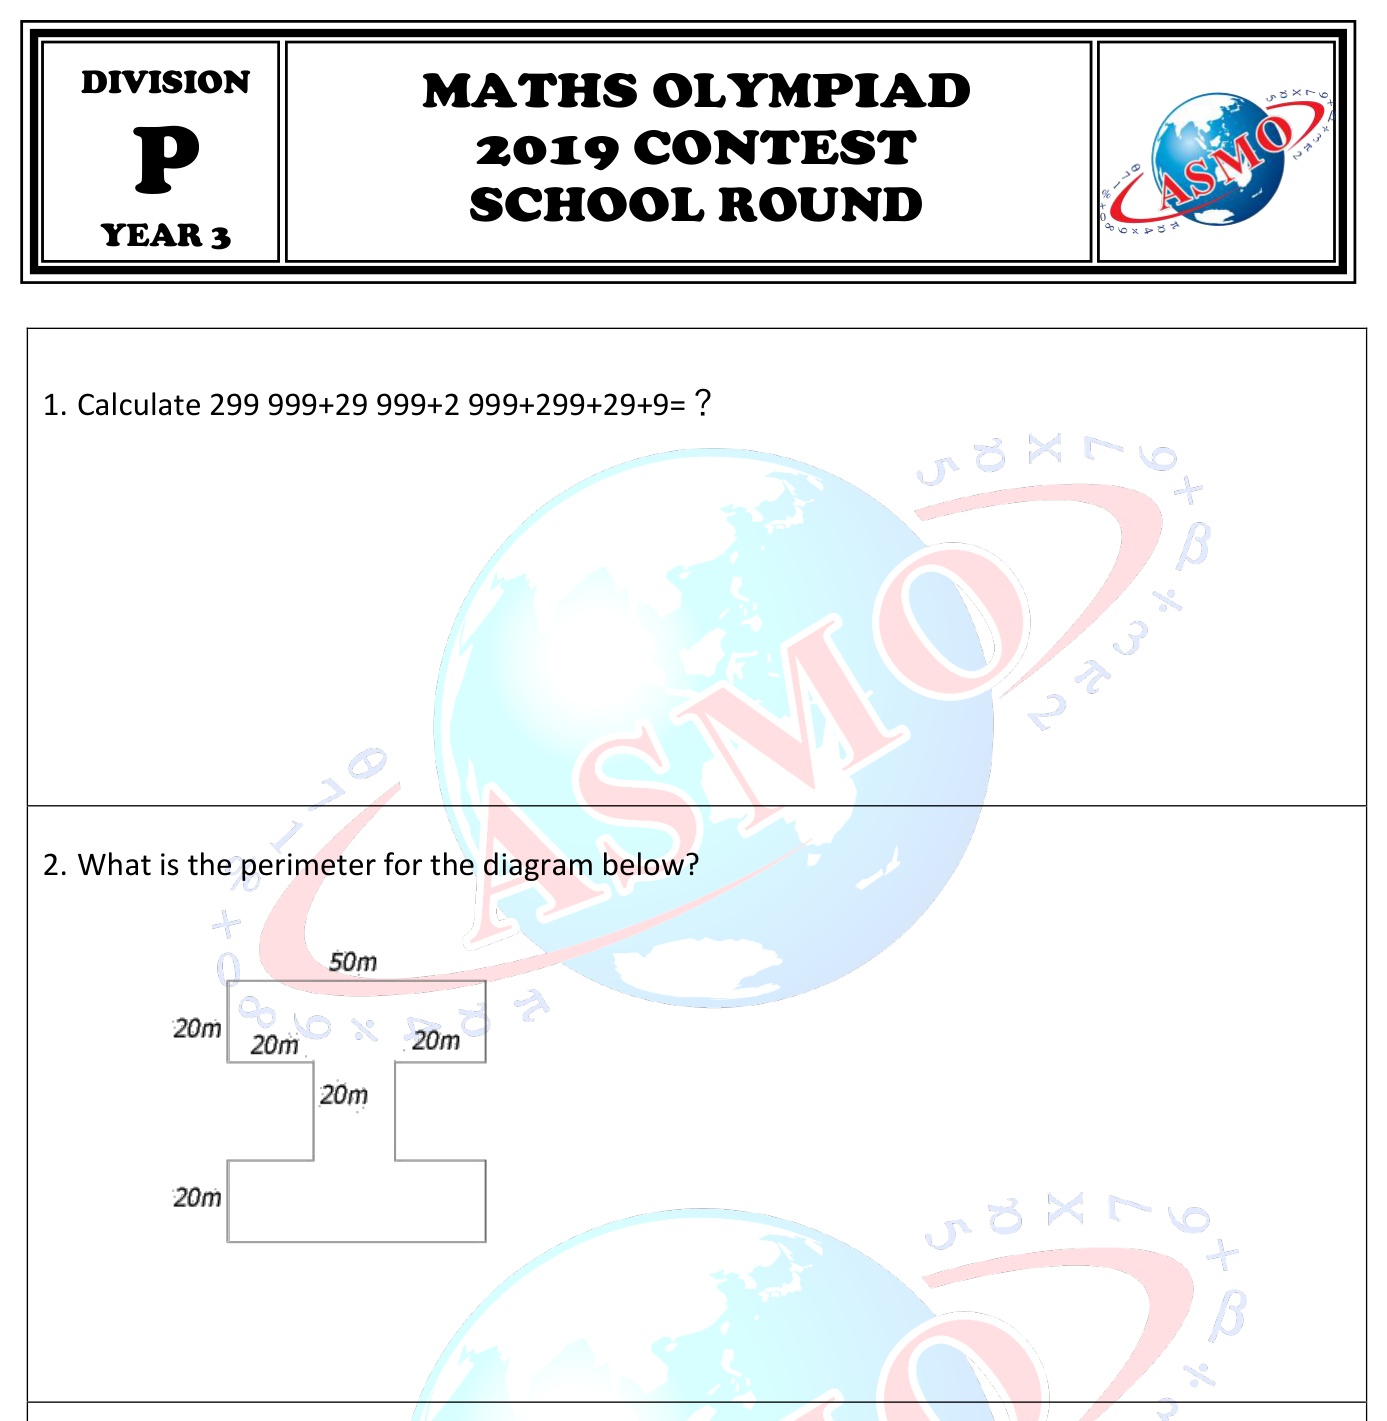 DIVISION
P
YEAR 3
MATHS OLYMPIAD
2019 CONTEST
SCHOOL ROUND
ASMO
1. Calculate 299 999+29 999+2 999+299+29+9= ?
ASMO
2. What is the perimeter for the diagram below?
50m
20m
20m
20m
20m
20m